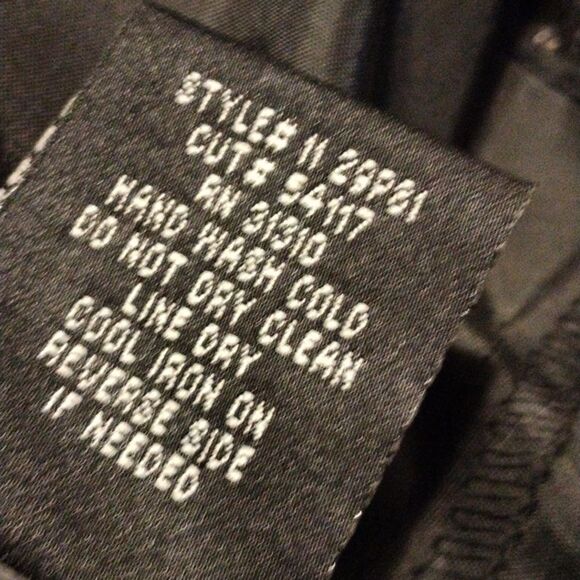 STYLE# 11 29P61
CUT# 54117
RN 31310
HAND WASH COLD
DO NOT DRY CLEAN
LINE DRY
COOL IRON ON
REVERSE SIDE
IF NEEDED